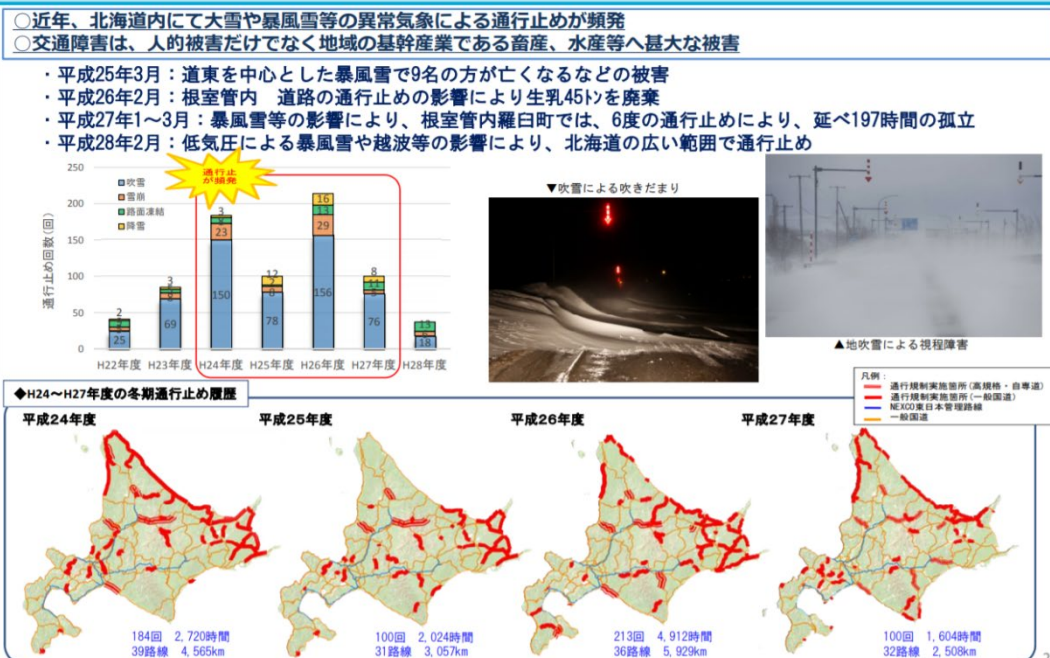 ○近年、北海道内にて大雪や暴風雪等の異常気象による通行止めが頻発
○交通障害は、人的被害だけでなく地域の基幹産業である畜産、水産等へ甚大な被害
・平成25年3月：道東を中心とした暴風雪で9名の方が亡くなるなどの被害
・平成26年2月：根室管内　道路の通行止めの影響により生乳45㌧を廃棄
・平成27年1～3月：暴風雪等の影響により、根室管内羅臼町では、6度の通行止めにより、延べ197時間の孤立
・平成28年2月：低気圧による暴風雪や越波等の影響により、北海道の広い範囲で通行止め
通行止
が頻発
通行止め回数(回)
250
200
150
100
50
0
吹雪
雪崩
路面凍結
降雪
2
25
3
8
69
3
23
150
12
7
8
78
16
13
29
156
8
11
76
13
18
H22年度 H23年度 H24年度 H25年度 H26年度 H27年度 H28年度
▼吹雪による吹きだまり
▲地吹雪による視程障害
◆H24～H27年度の冬期通行止め履歴
凡例：
通行規制実施箇所(高規格・自専道)
通行規制実施箇所(一般国道)
NEXCO東日本管理路線
一般国道
平成24年度
184回 2,720時間
39路線 4,565km
平成25年度
100回 2,024時間
31路線 3,057km
平成26年度
213回 4,912時間
36路線 5,929km
平成27年度
100回 1,604時間
32路線 2,508km